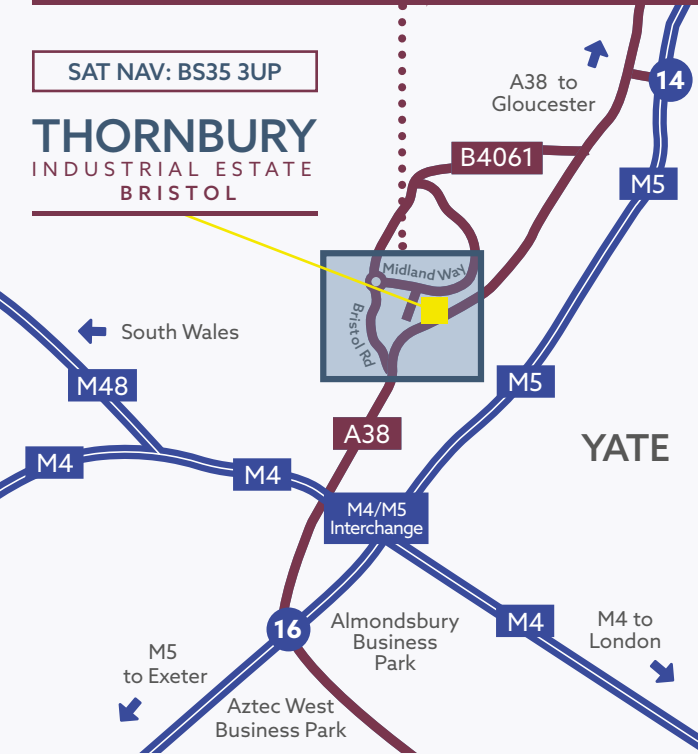 SAT NAV: BS35 3UP
THORNBURY
INDUSTRIAL ESTATE
BRISTOL
A38 to
Gloucester
14
B4061
M5
Midland Way
Bristol Rd
South Wales
M48
M5
A38
YATE
M4
M4
M4/M5
Interchange
16
Almondsbury
Business
Park
M4
M4 to
London
M5
to Exeter
Aztec West
Business Park